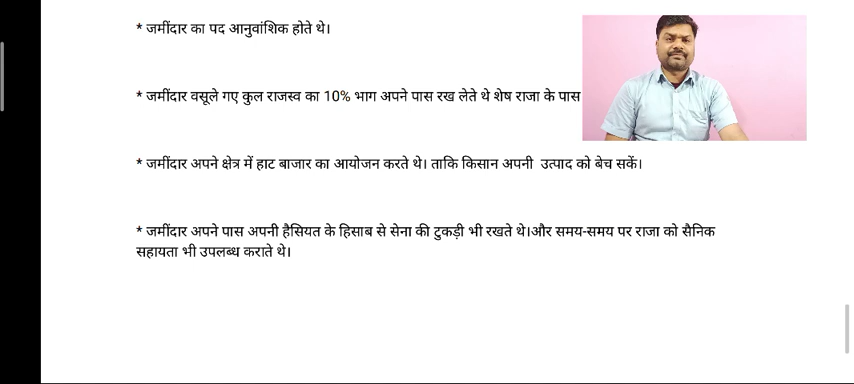 * जमींदार का पद आनुवांशिक होते थे।
* जमींदार वसूले गए कुल राजस्व का 10% भाग अपने पास रख लेते थे शेष राजा के पास
* जमींदार अपने क्षेत्र में हाट बाजार का आयोजन करते थे। ताकि किसान अपनी उत्पाद को बेच सकें।
* जमींदार अपने पास अपनी हैसियत के हिसाब से सेना की टुकड़ी भी रखते थे।और समय-समय पर राजा को सैनिक
सहायता भी उपलब्ध कराते थे।